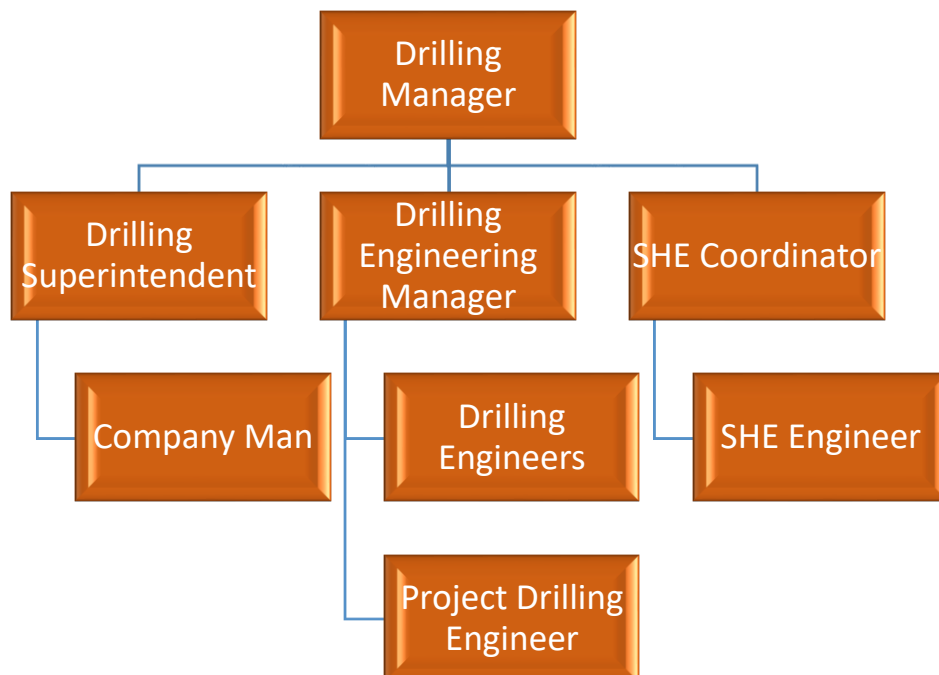 Drilling
Manager
Drilling
Superintendent
Drilling
Engineering
Manager
SHE Coordinator
Company Man
Drilling
Engineers
SHE Engineer
Project Drilling
Engineer